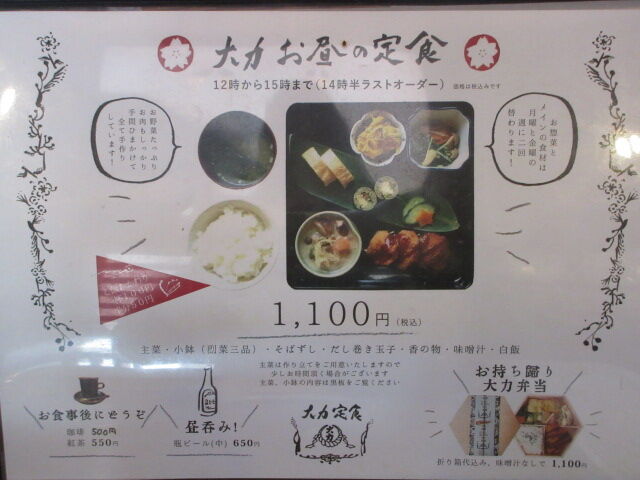 大力 お昼の定食
12時から15時まで(14時半ラストオーダー)
価格は税込みです
お野菜たっぷり
お肉もしっかり
手間ひまかけて
全て手作り
しています!
お惣菜と
メインの食材は
月曜と金曜の
週に二回
替わります!
1,100円(税込)
主菜・小鉢(烈菜三品)・そばずし・だし巻き玉子・香の物・味噌汁・白飯
主菜は作り立てをご用意いたしますので
少しお時間頂く場合がございます
主菜、小鉢の内容は黒板をご覧ください
お食事後にどうぞ
珈琲 500円
紅茶 550円
昼呑み!
瓶ビール(中) 650円
大力定食
お持ち帰り
大力弁当
折り箱代込み、味噌汁なしで 1,100円